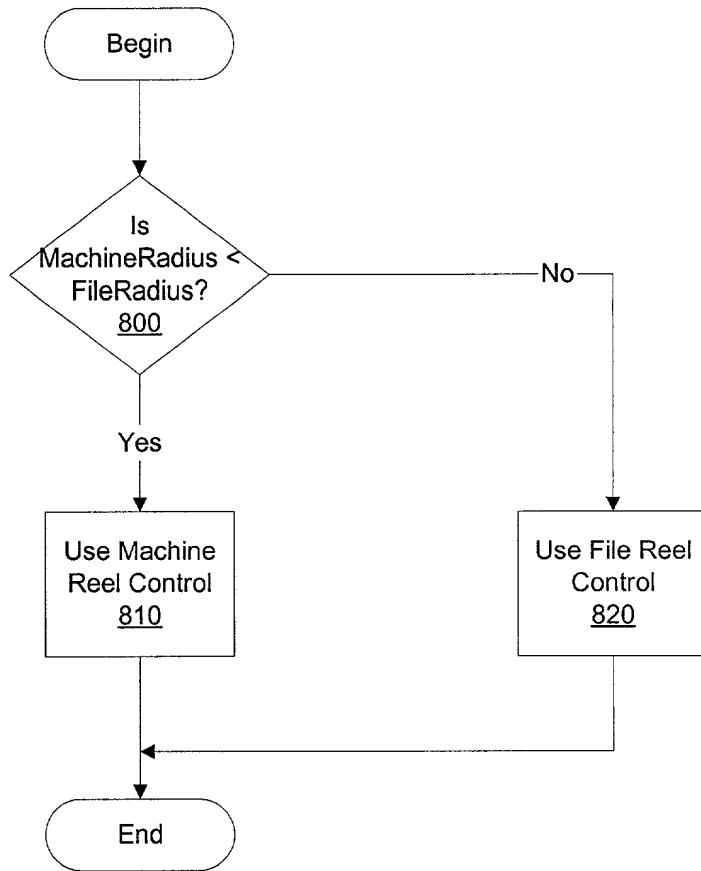 Begin
Is
MachineRadius <
FileRadius?
800
No
Yes
Use Machine
Reel Control
810
Use File Reel
Control
820
End